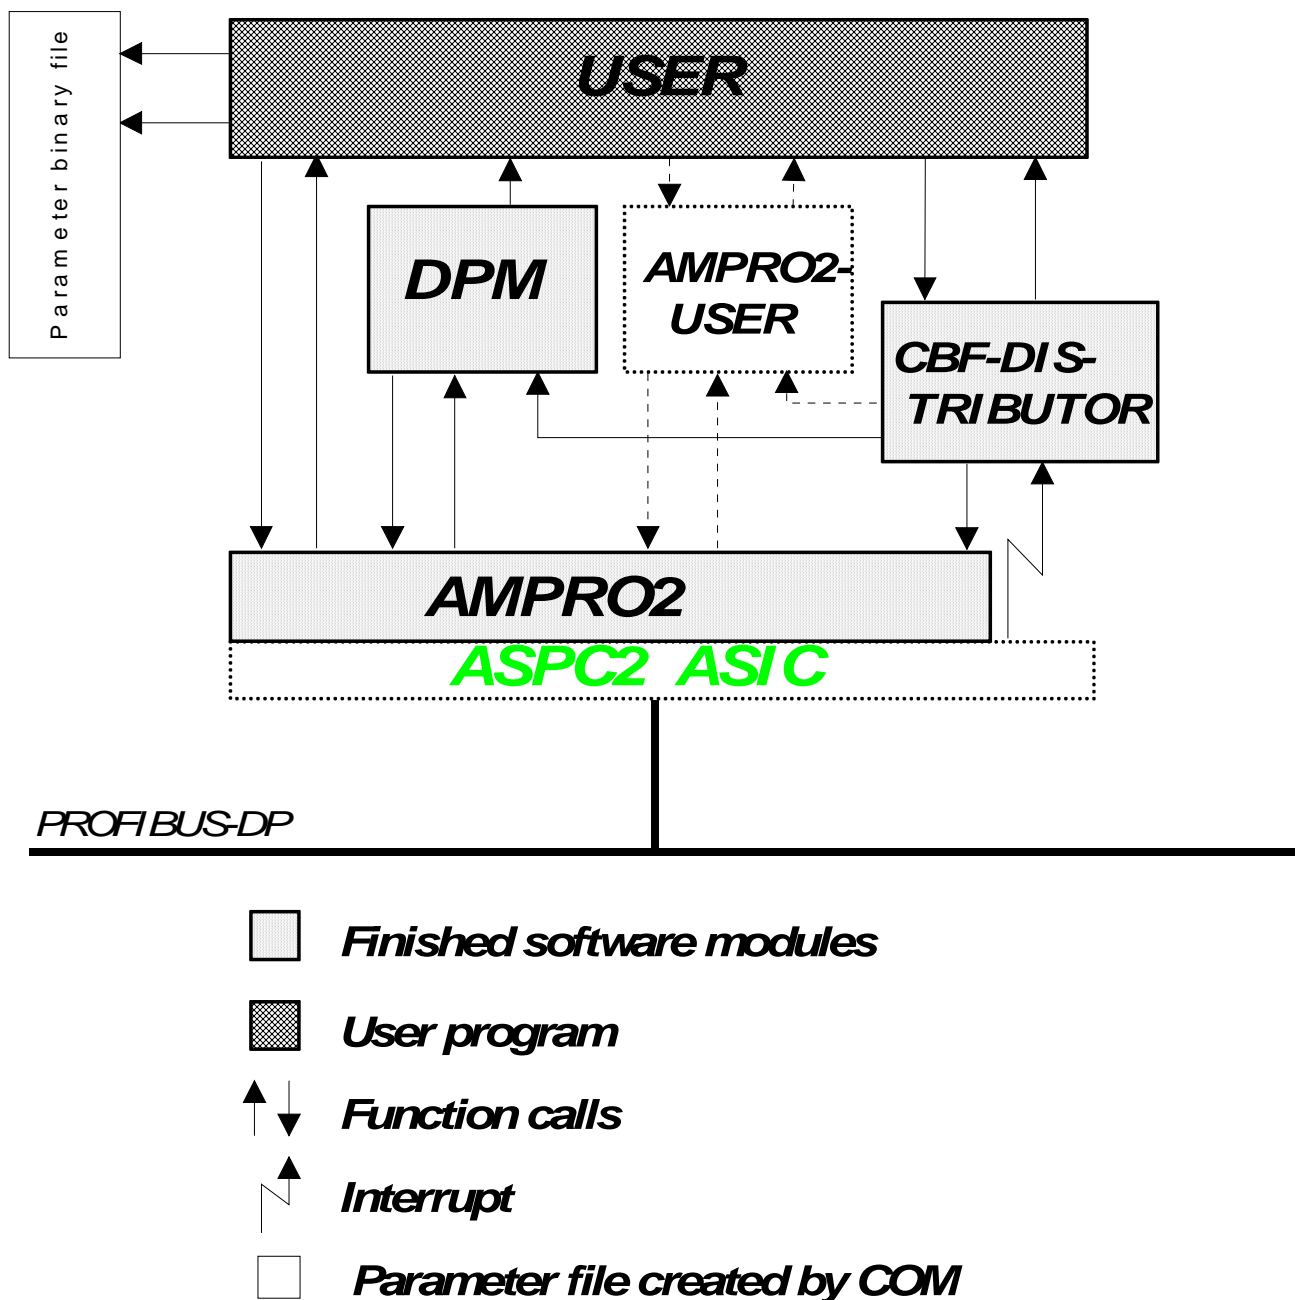 Parameter binary file
USER
DPM
AMPRO2-
USER
CBF-DIS-
TRIBUTOR
AMPRO2
ASPC2 ASIC
PROFIBUS-DP
Finished software modules
User program
Function calls
Interrupt
Parameter file created by COM